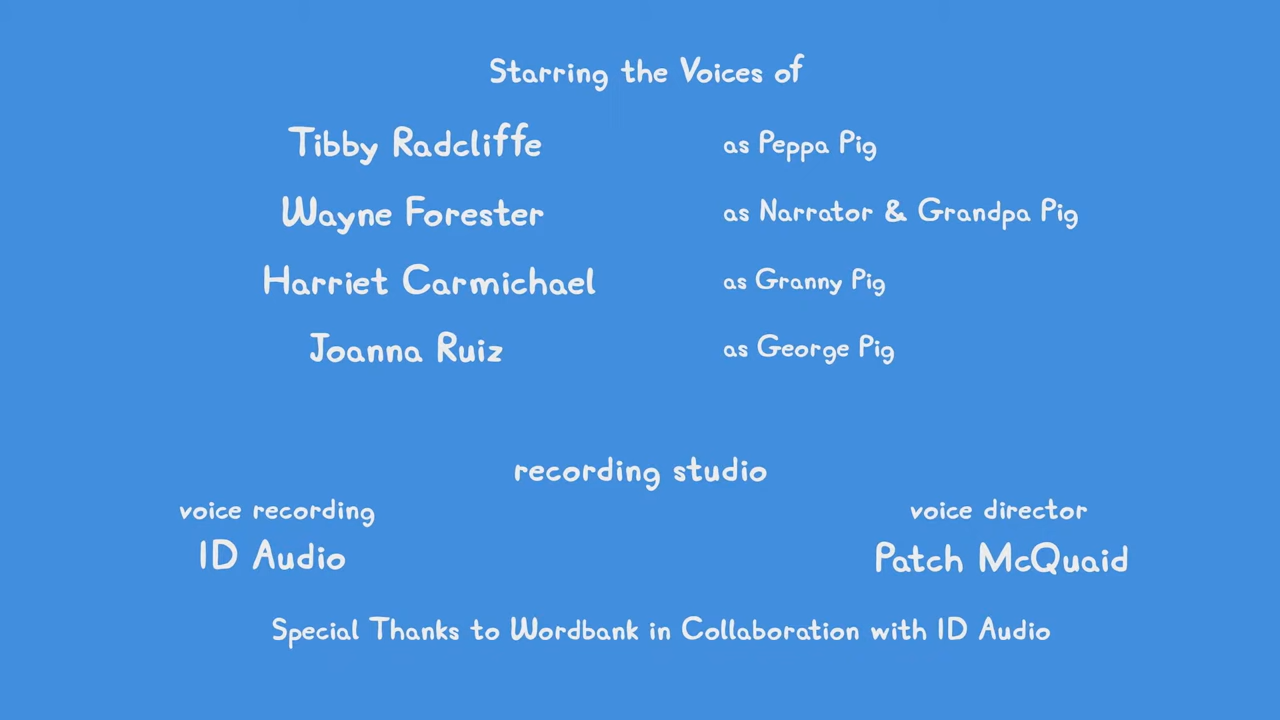 Starring the Voices of
Tibby Radcliffe as Peppa Pig
Wayne Forester as Narrator & Grandpa Pig
Harriet Carmichael as Granny Pig
Joanna Ruiz as George Pig
recording studio
voice recording voice director
ID Audio Patch McQuaid
Special Thanks to Wordbank in Collaboration with ID Audio